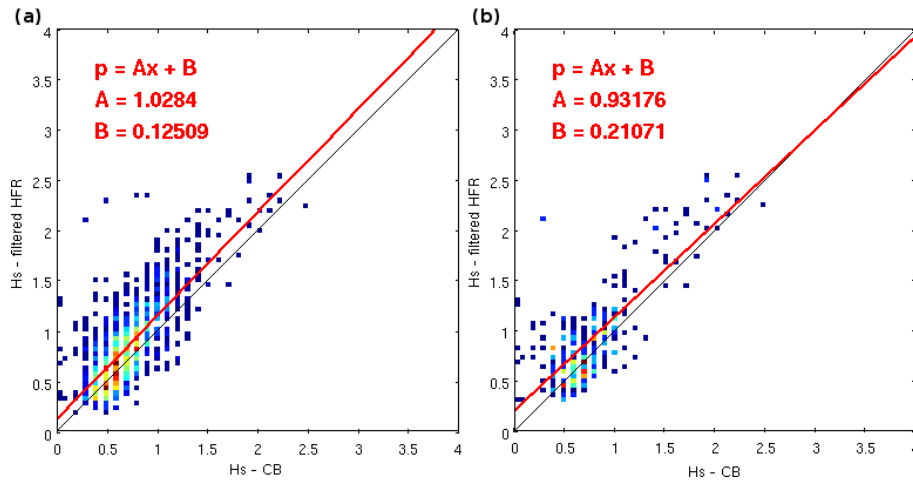 (a)
p = Ax + B
A = 1.0284
B = 0.12509
Hs - filtered HFR
4
3.5
3
2.5
2
1.5
1
0.5
0
0 0.5 1 1.5 2 2.5 3 3.5 4
Hs - CB
(b)
p = Ax + B
A = 0.93176
B = 0.21071
Hs - filtered HFR
4
3.5
3
2.5
2
1.5
1
0.5
0
0 0.5 1 1.5 2 2.5 3 3.5 4
Hs - CB